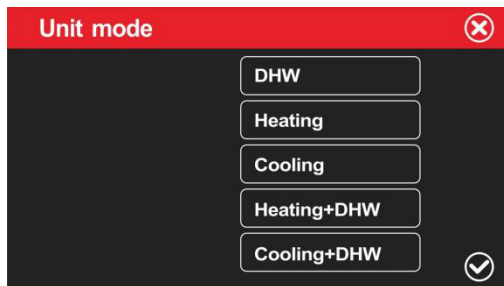 Unit mode
DHW
Heating
Cooling
Heating+DHW
Cooling+DHW